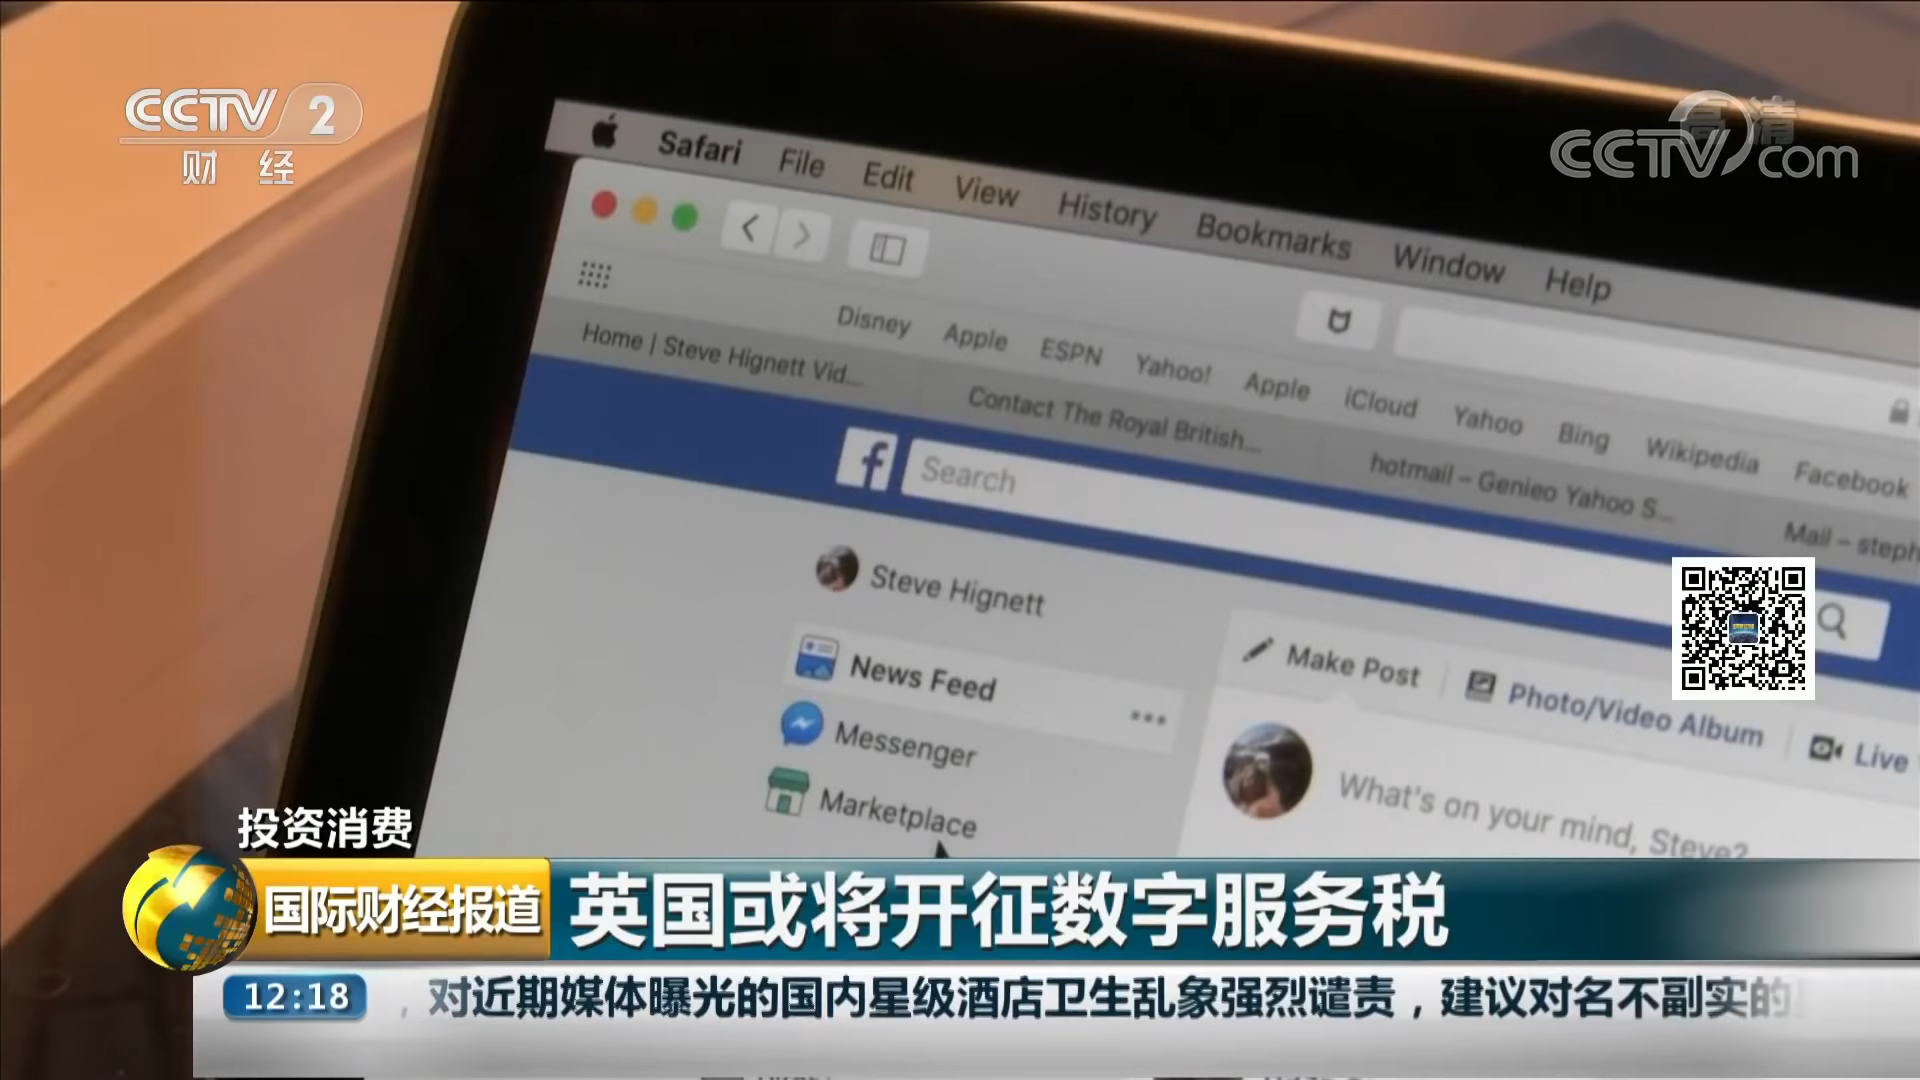 CCTV 2
财 经
高清
CCTV.com
Safari File Edit View History Bookmarks Window Help
Disney Apple ESPN Yahoo! Apple iCloud Yahoo Bing Wikipedia Facebook
Home | Steve Hignett Vid...
Contact The Royal British...
hotmail – Genieo Yahoo S...
Mail – steph
f Search
Steve Hignett
News Feed
Messenger
Marketplace
Make Post
Photo/Video Album
Live
What's on your mind, Steve?
投资消费
国际财经报道
英国或将开征数字服务税
12:18
，对近期媒体曝光的国内星级酒店卫生乱象强烈谴责，建议对名不副实的